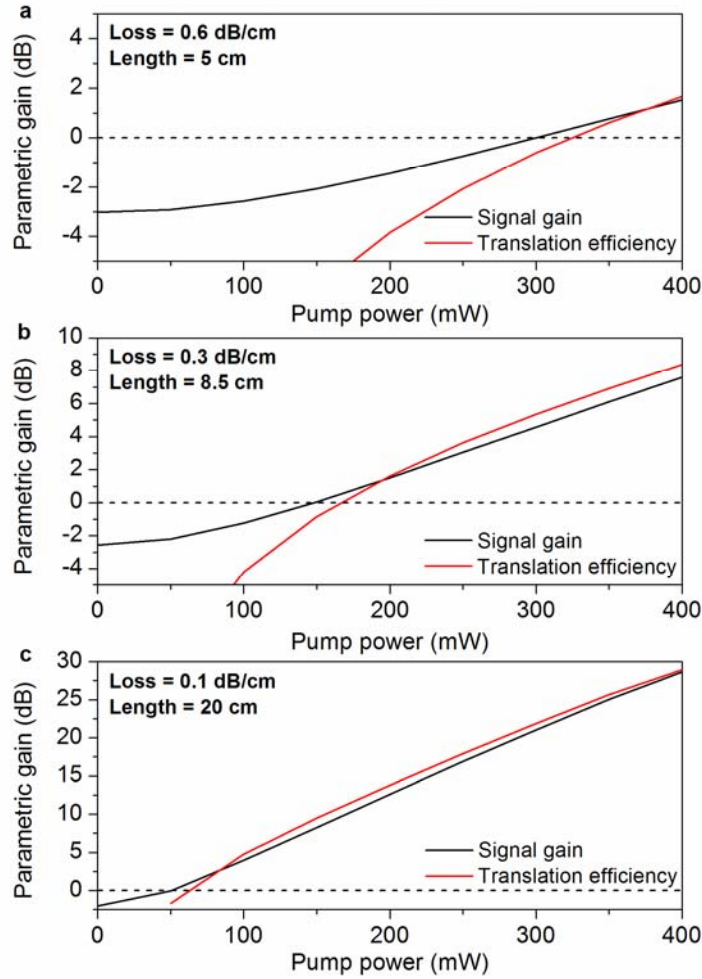 a
Parametric gain (dB)
4
2
0
-2
-4
Loss = 0.6 dB/cm
Length = 5 cm
Signal gain
Translation efficiency
0 100 200 300 400
Pump power (mW)
b
Parametric gain (dB)
10
8
6
4
2
0
-2
-4
Loss = 0.3 dB/cm
Length = 8.5 cm
Signal gain
Translation efficiency
0 100 200 300 400
Pump power (mW)
c
Parametric gain (dB)
30
25
20
15
10
5
0
Loss = 0.1 dB/cm
Length = 20 cm
Signal gain
Translation efficiency
0 100 200 300 400
Pump power (mW)